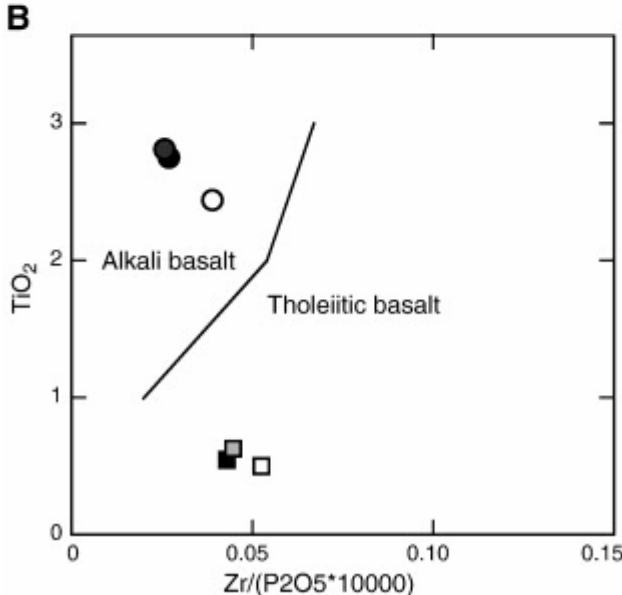 B
3
2
1
0
TiO2
Alkali basalt
Tholeiitic basalt
0
0.05
0.10
0.15
Zr/(P2O5*10000)